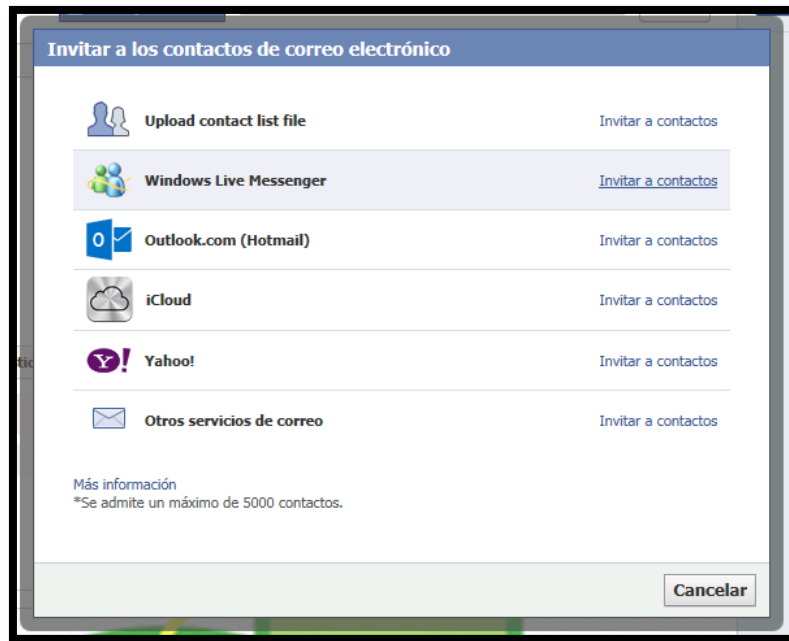 Invitar a los contactos de correo electrónico
Upload contact list file Invitar a contactos
Windows Live Messenger Invitar a contactos
Outlook.com (Hotmail) Invitar a contactos
iCloud Invitar a contactos
Yahoo! Invitar a contactos
Otros servicios de correo Invitar a contactos
Más información
*Se admite un máximo de 5000 contactos.
Cancelar